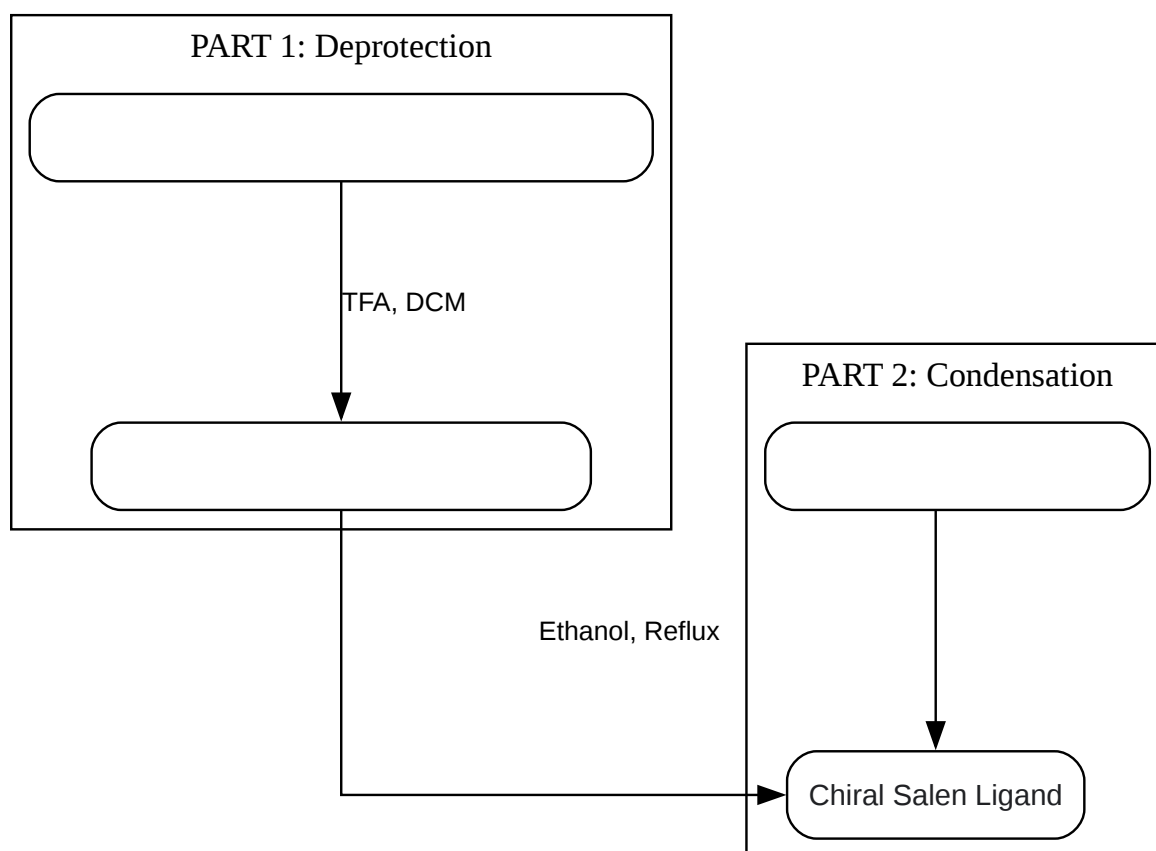 PART 1: Deprotection
TFA, DCM
PART 2: Condensation
Ethanol, Reflux
Chiral Salen Ligand